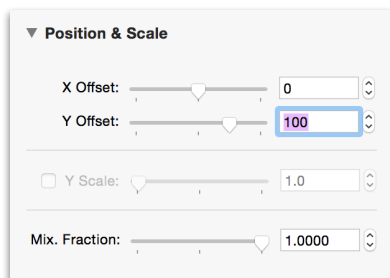 Position & Scale
X Offset: 0
Y Offset: 100
Y Scale: 1.0
Mix. Fraction: 1.0000